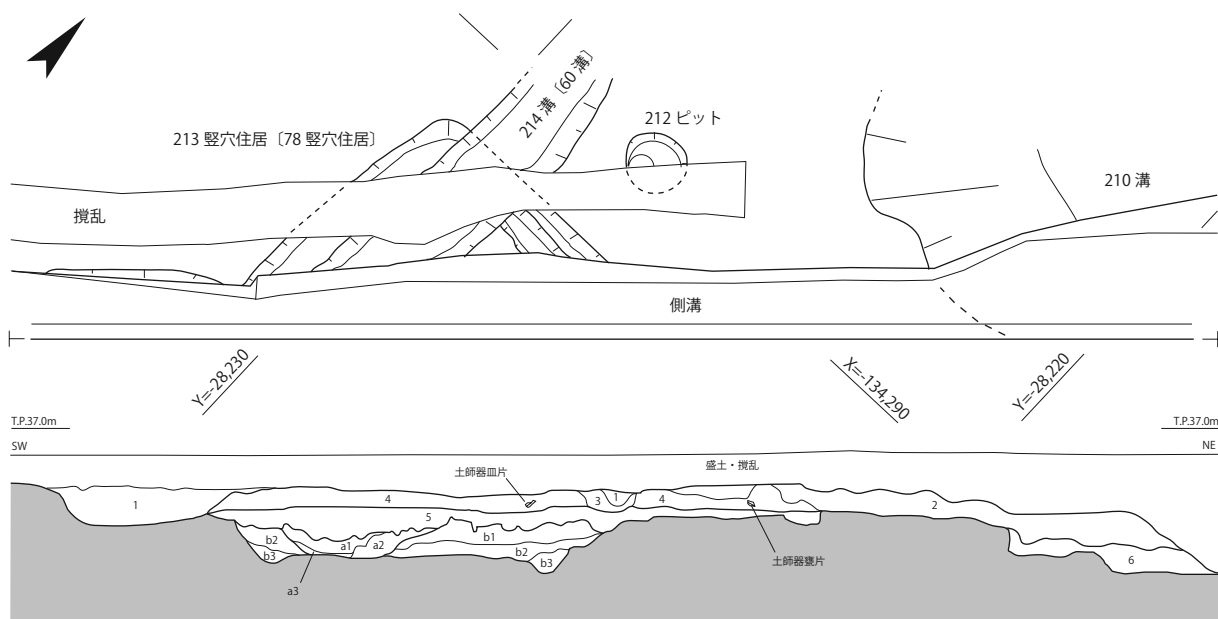 214 溝〔60 溝〕
212 ピット
213 竪穴住居〔78 竪穴住居〕
210 溝
撹乱
側溝
Y=-28,230
X=-134,290
Y=-28,220
T.P.37.0m
T.P.37.0m
SW
NE
盛土・撹乱
土師器皿片
1
4
3
1
4
2
5
b2
b3
a1
a2
b1
b2
b3
6
土師器甕片
a3